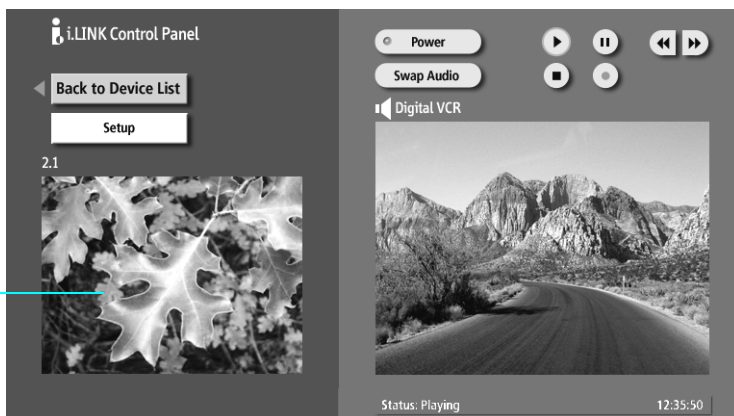 i.LINK Control Panel
Back to Device List
Setup
2.1
Power
Swap Audio
Digital VCR
Status: Playing 12:35:50